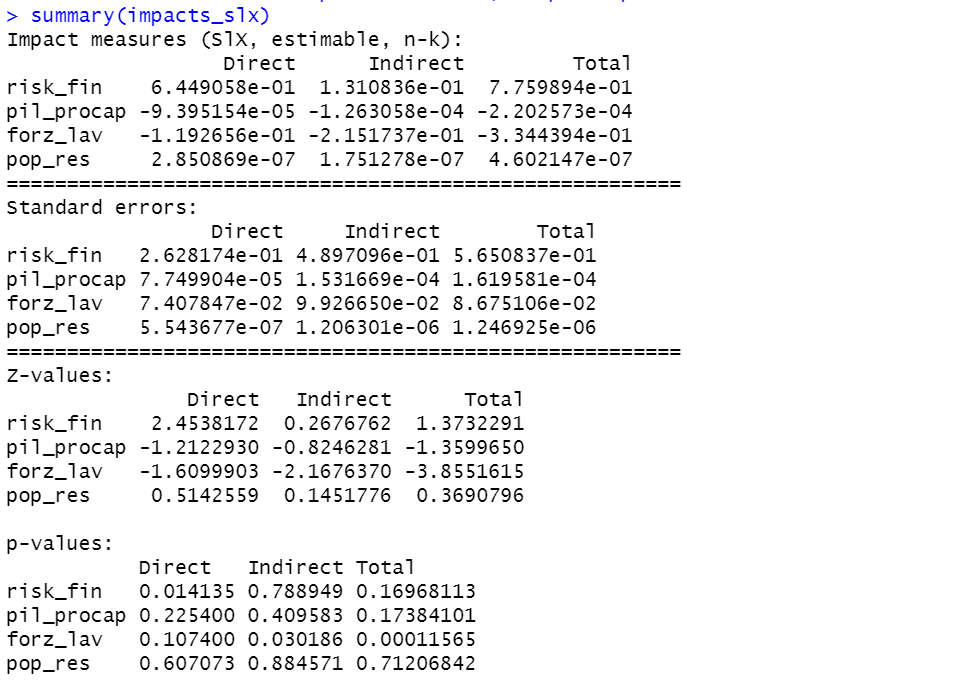 > summary(impacts_slx)
Impact measures (SlX, estimable, n-k):
Direct Indirect Total
risk_fin 6.449058e-01 1.310836e-01 7.759894e-01
pil_procap -9.395154e-05 -1.263058e-04 -2.202573e-04
forz_lav -1.192656e-01 -2.151737e-01 -3.344394e-01
pop_res 2.850869e-07 1.751278e-07 4.602147e-07
========================================================
Standard errors:
Direct Indirect Total
risk_fin 2.628174e-01 4.897096e-01 5.650837e-01
pil_procap 7.749904e-05 1.531669e-04 1.619581e-04
forz_lav 7.407847e-02 9.926650e-02 8.675106e-02
pop_res 5.543677e-07 1.206301e-06 1.246925e-06
========================================================
Z-values:
Direct Indirect Total
risk_fin 2.4538172 0.2676762 1.3732291
pil_procap -1.2122930 -0.8246281 -1.3599650
forz_lav -1.6099903 -2.1676370 -3.8551615
pop_res 0.5142559 0.1451776 0.3690796
p-values:
Direct Indirect Total
risk_fin 0.014135 0.788949 0.16968113
pil_procap 0.225400 0.409583 0.17384101
forz_lav 0.107400 0.030186 0.00011565
pop_res 0.607073 0.884571 0.71206842